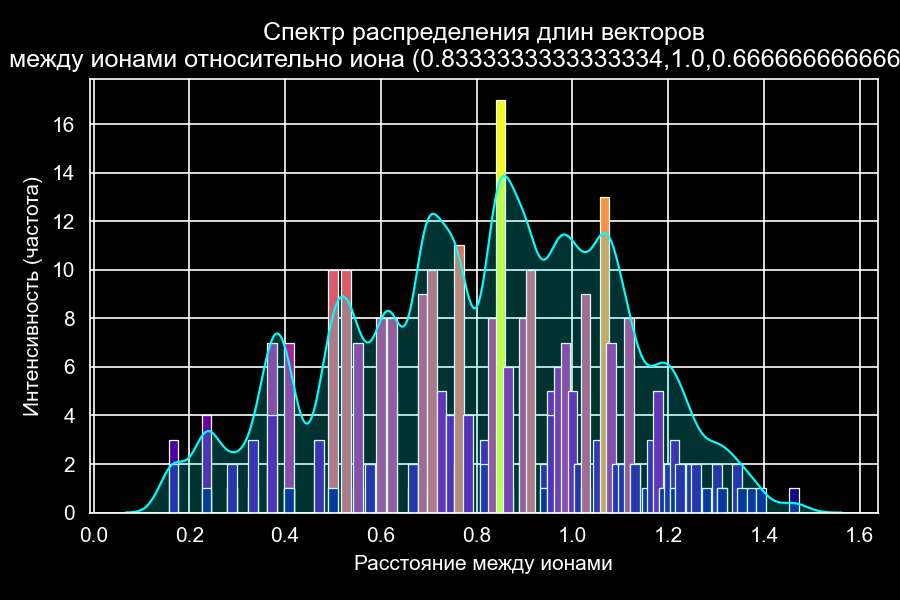 Спектр распределения длин векторов
между ионами относительно иона (0.8333333333333334,1.0,0.6666666666666
Интенсивность (частота)
16
14
12
10
8
6
4
2
0
0.0 0.2 0.4 0.6 0.8 1.0 1.2 1.4 1.6
Расстояние между ионами